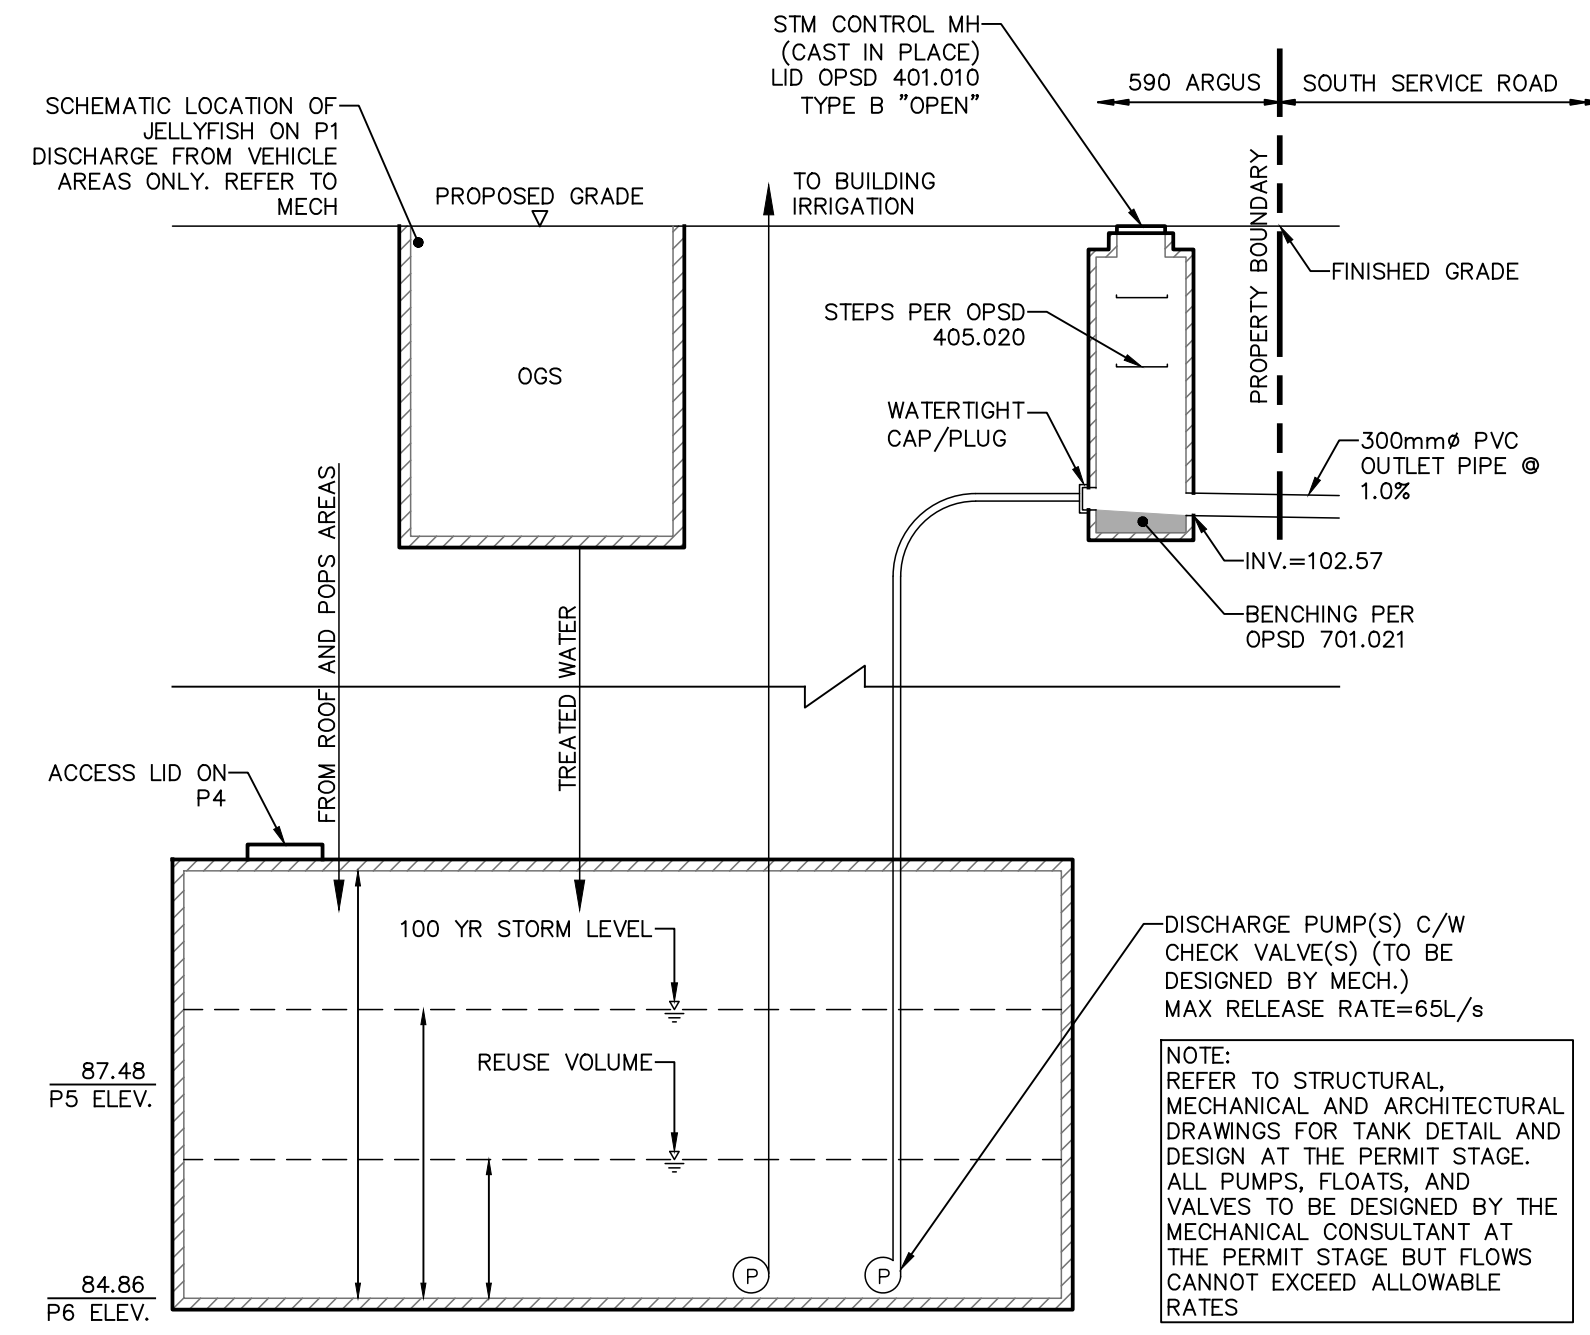 STM CONTROL MH
(CAST IN PLACE)
LID OPSD 401.010
TYPE B "OPEN"
590 ARGUS
SOUTH SERVICE ROAD
SCHEMATIC LOCATION OF
JELLYFISH ON P1
DISCHARGE FROM VEHICLE
AREAS ONLY. REFER TO
MECH
PROPOSED GRADE
TO BUILDING
IRRIGATION
PROPERTY BOUNDARY
FINISHED GRADE
STEPS PER OPSD
405.020
OGS
WATERTIGHT
CAP/PLUG
300mmø PVC
OUTLET PIPE @
1.0%
INV.=102.57
BENCHING PER
OPSD 701.021
FROM ROOF AND POPS AREAS
TREATED WATER
ACCESS LID ON
P4
100 YR STORM LEVEL
REUSE VOLUME
DISCHARGE PUMP(S) C/W
CHECK VALVE(S) (TO BE
DESIGNED BY MECH.)
MAX RELEASE RATE=65L/s
87.48
P5 ELEV.
84.86
P6 ELEV.
P
P
NOTE:
REFER TO STRUCTURAL,
MECHANICAL AND ARCHITECTURAL
DRAWINGS FOR TANK DETAIL AND
DESIGN AT THE PERMIT STAGE.
ALL PUMPS, FLOATS, AND
VALVES TO BE DESIGNED BY THE
MECHANICAL CONSULTANT AT
THE PERMIT STAGE BUT FLOWS
CANNOT EXCEED ALLOWABLE
RATES